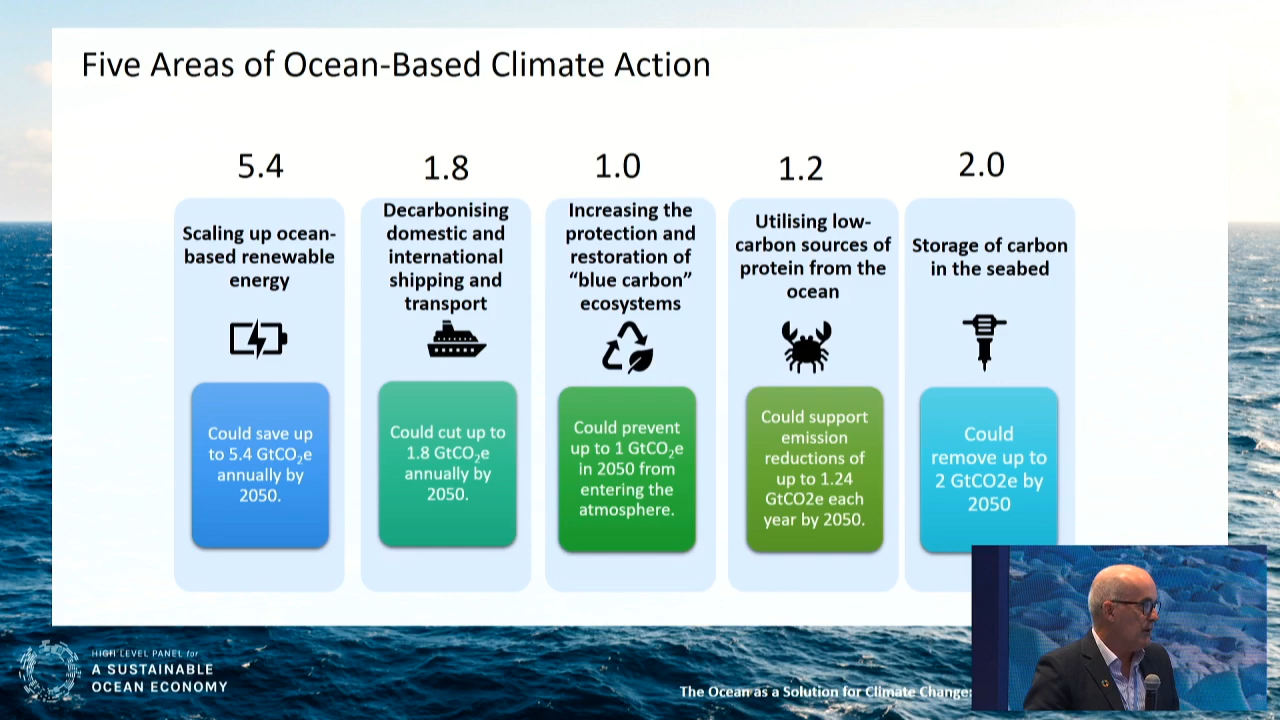 Five Areas of Ocean-Based Climate Action
5.4
Scaling up ocean-
based renewable
energy
Could save up
to 5.4 GtCO₂e
annually by
2050.
1.8
Decarbonising
domestic and
international
shipping and
transport
Could cut up to
1.8 GtCO₂e
annually by
2050.
1.0
Increasing the
protection and
restoration of
“blue carbon”
ecosystems
Could prevent
up to 1 GtCO₂e
in 2050 from
entering the
atmosphere.
1.2
Utilising low-
carbon sources of
protein from the
ocean
Could support
emission
reductions of
up to 1.24
GtCO2e each
year by 2050.
2.0
Storage of carbon
in the seabed
Could
remove up to
2 GtCO2e by
2050
HIGH LEVEL PANEL for
A SUSTAINABLE
OCEAN ECONOMY
The Ocean as a Solution for Climate Change: